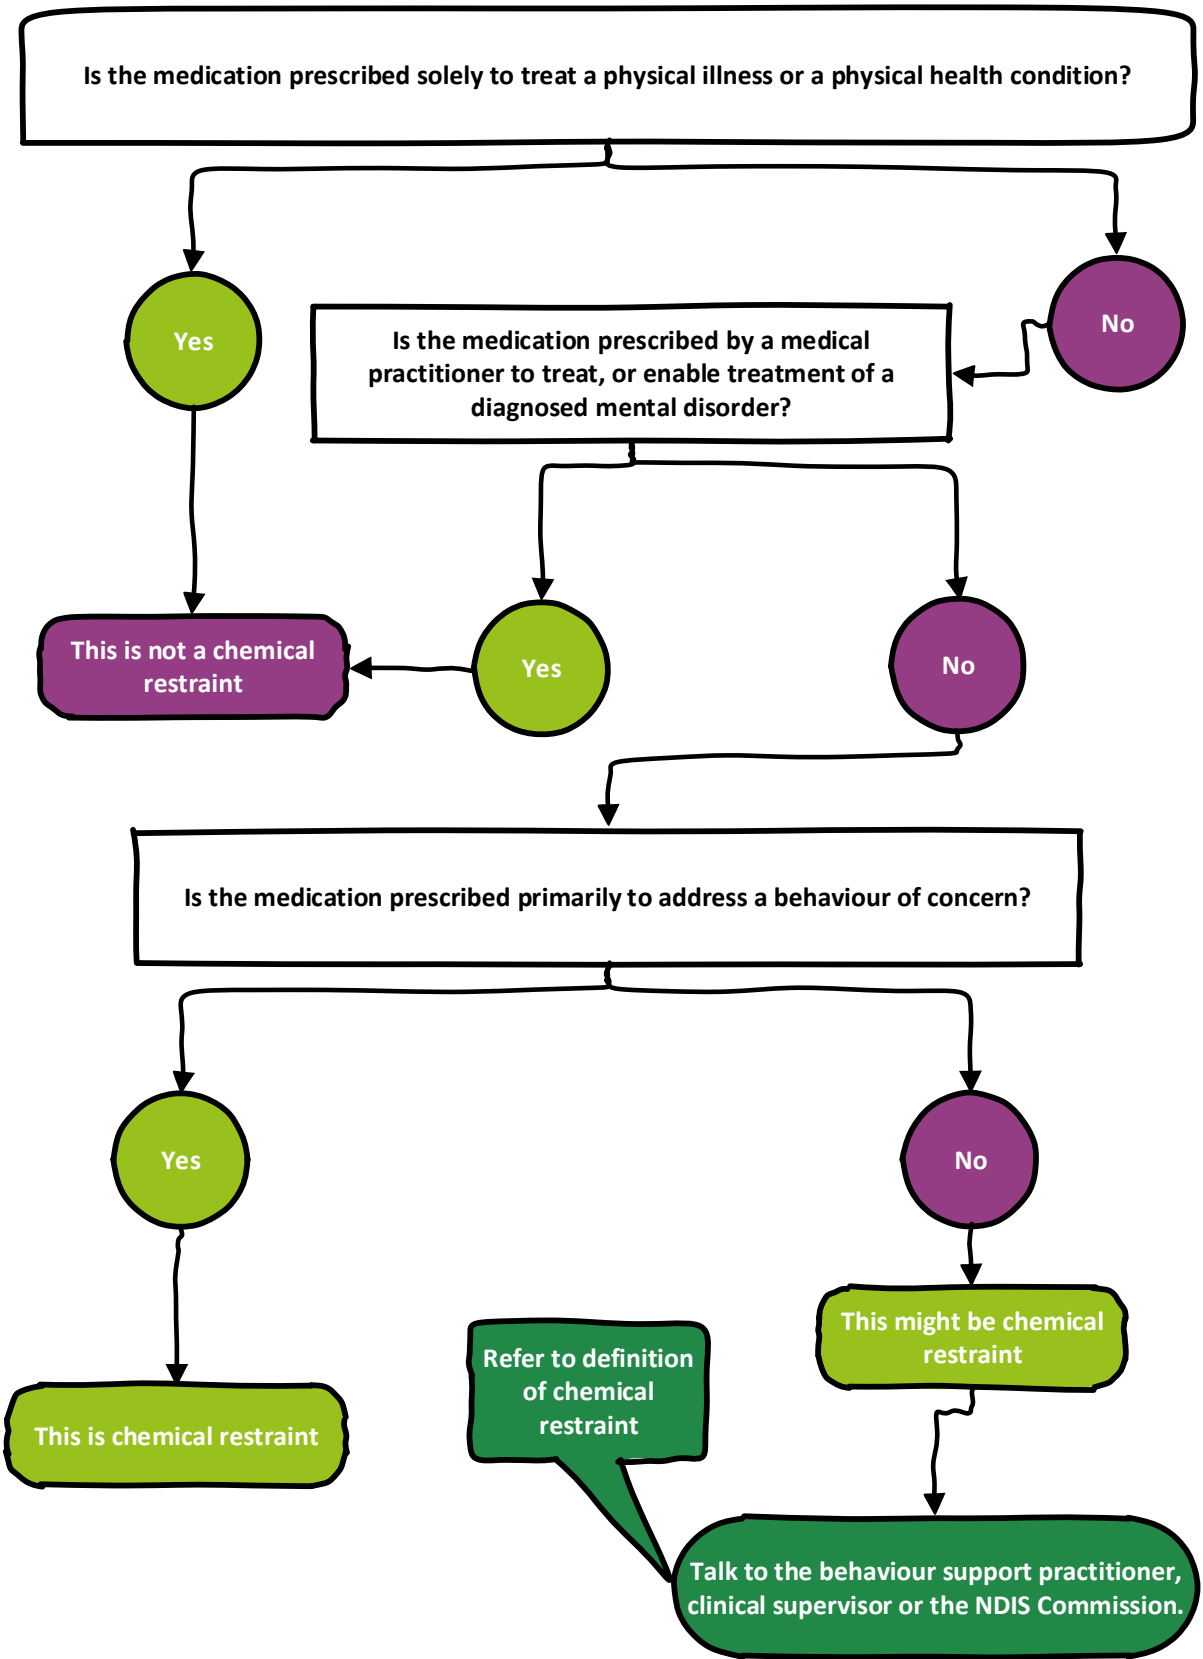 Is the medication prescribed solely to treat a physical illness or a physical health condition?
Yes
No
Is the medication prescribed by a medical
practitioner to treat, or enable treatment of a
diagnosed mental disorder?
This is not a chemical
restraint
Yes
No
Is the medication prescribed primarily to address a behaviour of concern?
Yes
No
This might be chemical
restraint
Refer to definition
of chemical
restraint
This is chemical restraint
Talk to the behaviour support practitioner,
clinical supervisor or the NDIS Commission.